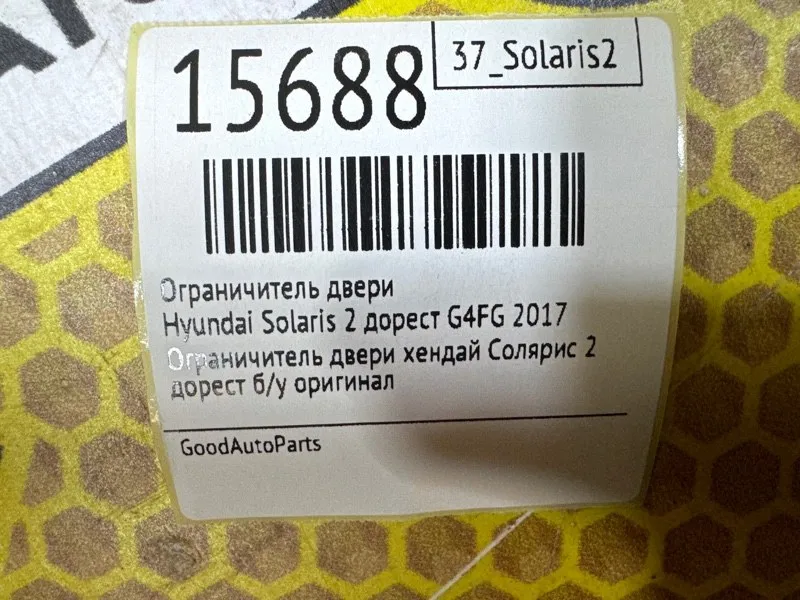 15688
37_Solaris2
Ограничитель двери
Hyundai Solaris 2 дорест G4FG 2017
Ограничитель двери хендай Солярис 2
дорест б/у оригинал
GoodAutoParts